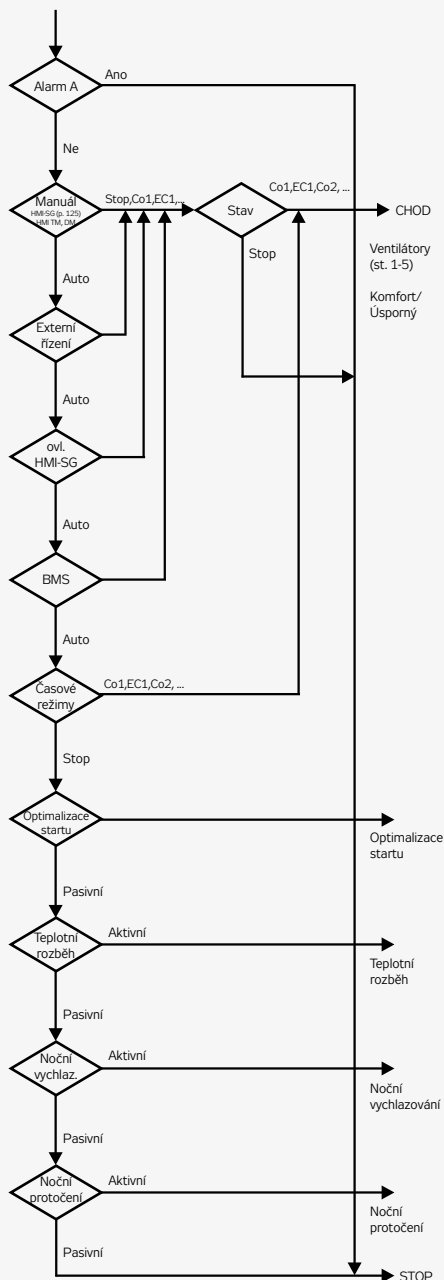 Ano
Alarm A
Ne
Manuál
HMI-SG (p. 125)
HMI TM, DM
Stop,Co1,EC1,...
Stav
Co1,EC1,Co2, ...
CHOD
Stop
Ventilátory
(st. 1-5)
Komfort/
Úsporný
Auto
Externí
řízení
Auto
ovl.
HMI-SG
Auto
BMS
Auto
Časové
režimy
Co1,EC1,Co2, ...
Stop
Optimalizace
startu
Optimalizace
startu
Pasivní
Teplotní
rozběh
Aktivní
Teplotní
rozběh
Pasivní
Noční
vychlaz.
Aktivní
Noční
vychlazování
Pasivní
Noční
protočení
Aktivní
Noční
protočení
Pasivní
STOP